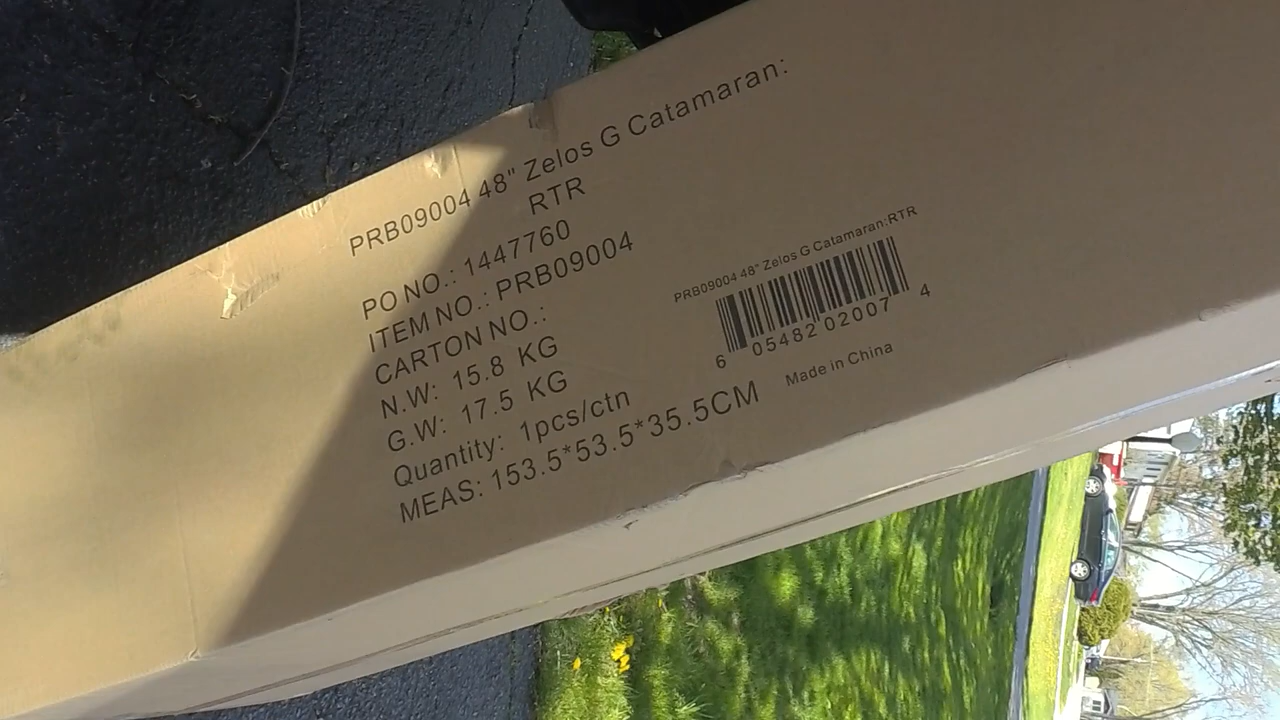 PRB09004 48" Zelos G Catamaran:
RTR
PO NO.: 1447760
ITEM NO.: PRB09004
CARTON NO.:
N.W: 15.8 KG
G.W: 17.5 KG
Quantity: 1pcs/ctn
MEAS: 153.5*53.5*35.5CM
PRB09004 48" Zelos G Catamaran:RTR
6 05482 02007 4
Made in China